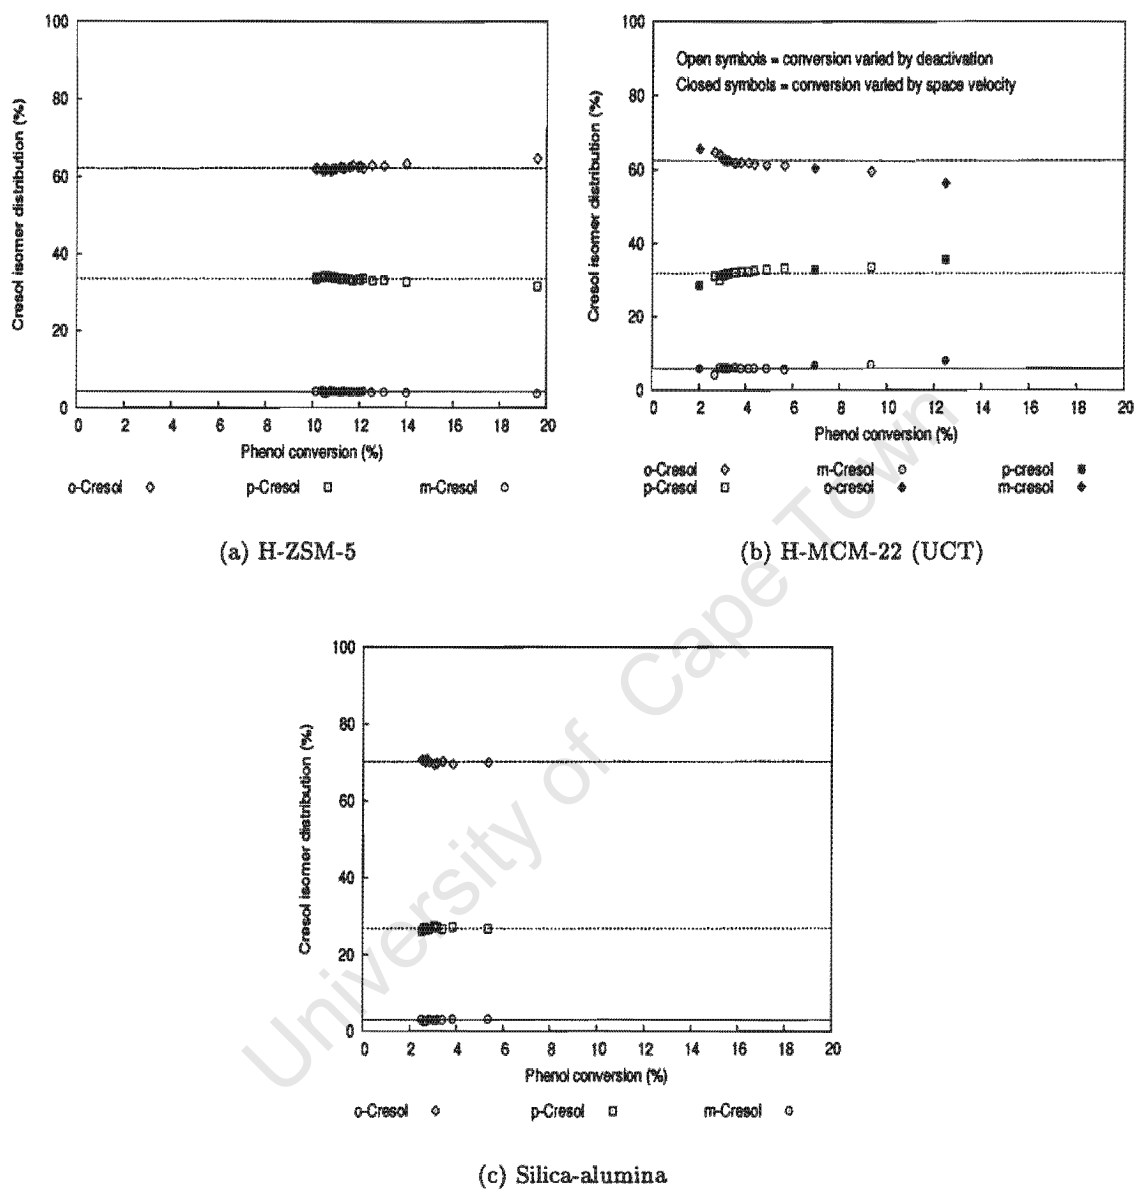 Cresol isomer distribution (%)
100
80
60
40
20
0
0 2 4 6 8 10 12 14 16 18 20
Phenol conversion (%)
o-Cresol p-Cresol m-Cresol
(a) H-ZSM-5
Cresol isomer distribution (%)
100
80
60
40
20
0
Open symbols = conversion varied by deactivation
Closed symbols = conversion varied by space velocity
0 2 4 6 8 10 12 14 16 18 20
Phenol conversion (%)
o-Cresol m-Cresol p-cresol
p-Cresol o-cresol m-cresol
(b) H-MCM-22 (UCT)
Cresol isomer distribution (%)
100
80
60
40
20
0
0 2 4 6 8 10 12 14 16 18 20
Phenol conversion (%)
o-Cresol p-Cresol m-Cresol
(c) Silica-alumina
University of Cape Town